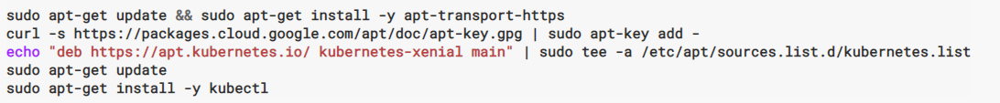 sudo apt-get update && sudo apt-get install -y apt-transport-https
curl -s https://packages.cloud.google.com/apt/doc/apt-key.gpg | sudo apt-key add -
echo "deb https://apt.kubernetes.io/ kubernetes-xenial main" | sudo tee -a /etc/apt/sources.list.d/kubernetes.list
sudo apt-get update
sudo apt-get install -y kubectl